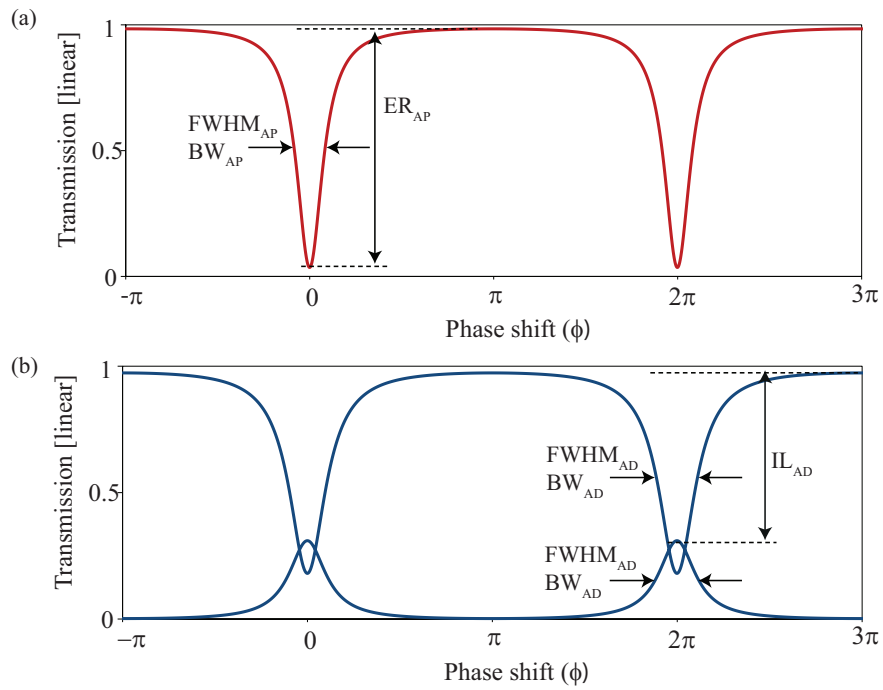 (a)
Transmission [linear]
1
0.5
0
ER_AP
FWHM_AP
BW_AP
-π
0
π
2π
3π
Phase shift (ϕ)
(b)
Transmission [linear]
1
0.5
0
FWHM_AD
BW_AD
IL_AD
FWHM_AD
BW_AD
−π
0
π
2π
3π
Phase shift (ϕ)